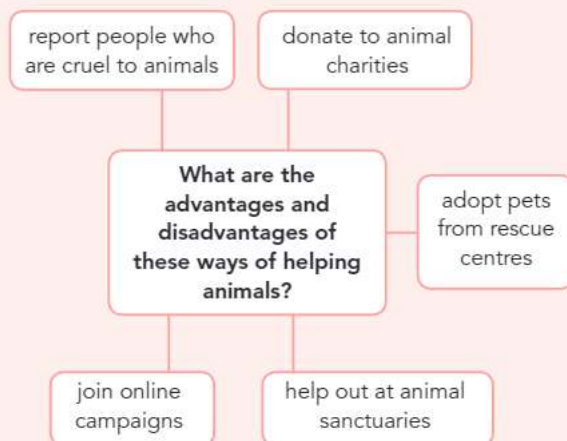 report people who
are cruel to animals
donate to animal
charities
What are the
advantages and
disadvantages of
these ways of helping
animals?
adopt pets
from rescue
centres
join online
campaigns
help out at animal
sanctuaries